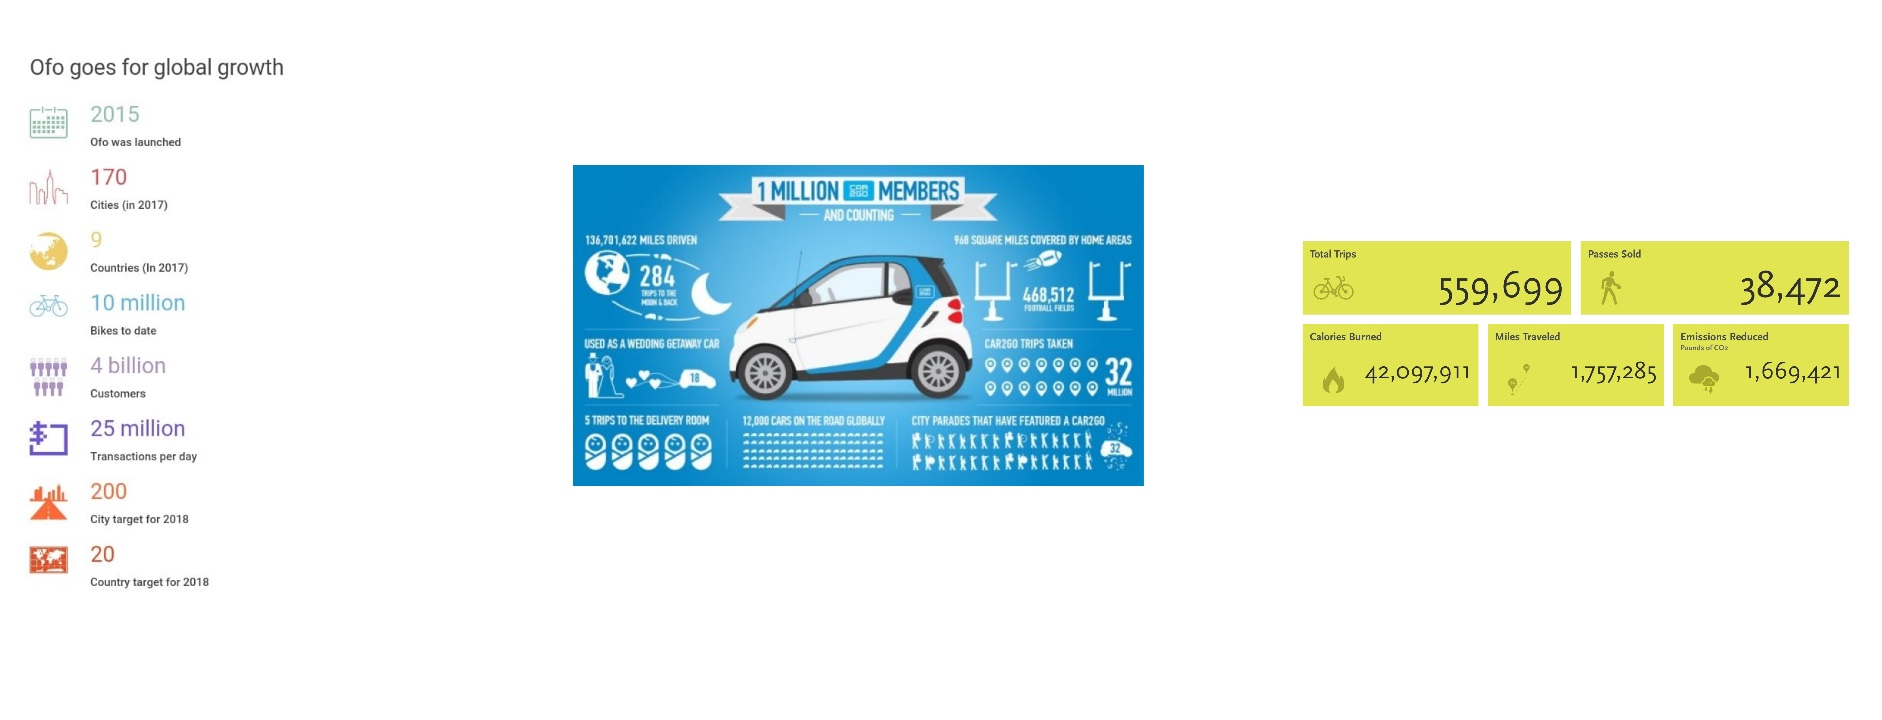 Ofo goes for global growth
2015
Ofo was launched
170
Cities (in 2017)
9
Countries (In 2017)
10 million
Bikes to date
4 billion
Customers
25 million
Transactions per day
200
City target for 2018
20
Country target for 2018
1 MILLION CAR2GO MEMBERS
AND COUNTING
136,701,622 MILES DRIVEN
284
TRIPS TO THE
MOON & BACK
968 SQUARE MILES COVERED BY HOME AREAS
468,512
FOOTBALL FIELDS
USED AS A WEDDING GETAWAY CAR
18
CAR2GO TRIPS TAKEN
32
MILLION
5 TRIPS TO THE DELIVERY ROOM
12,000 CARS ON THE ROAD GLOBALLY
CITY PARADES THAT HAVE FEATURED A CAR2GO
32
Total Trips
559,699
Passes Sold
38,472
Calories Burned
42,097,911
Miles Traveled
1,757,285
Emissions Reduced
Pounds of CO2
1,669,421